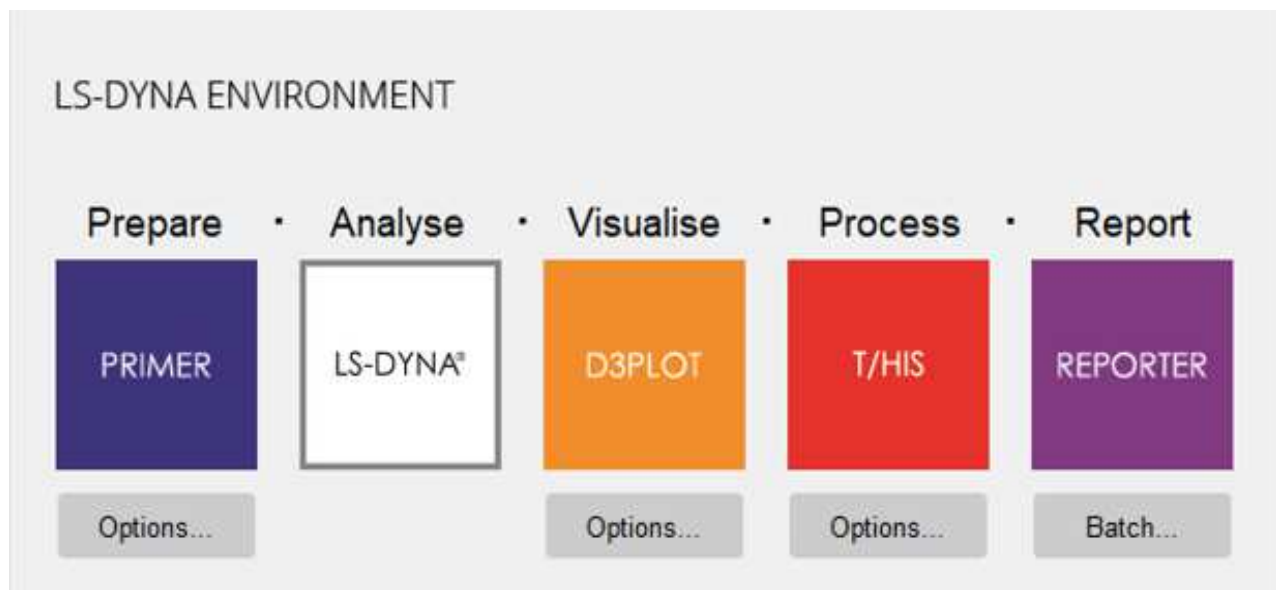 LS-DYNA ENVIRONMENT
Prepare · Analyse · Visualise · Process · Report
PRIMER LS-DYNA® D3PLOT T/HIS REPORTER
Options... Options... Options... Batch...